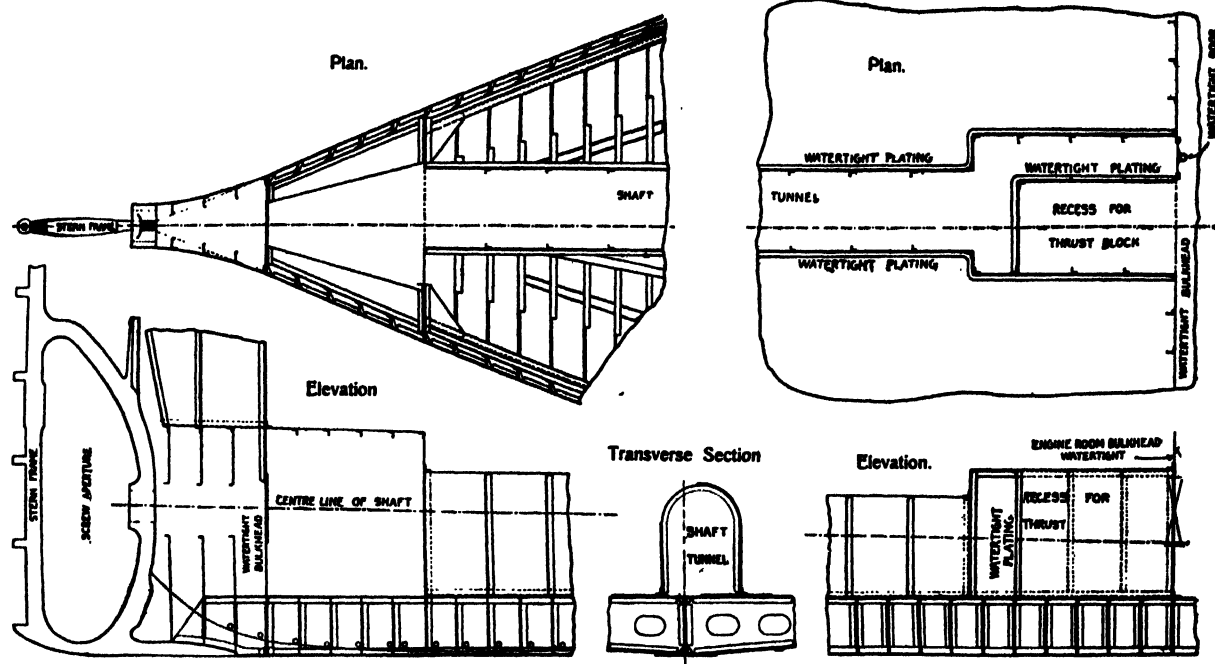 Plan.
STERN FRAME
SHAFT
Plan.
WATERTIGHT DOOR
WATERTIGHT PLATING
WATERTIGHT PLATING
TUNNEL
RECESS FOR
THRUST BLOCK
WATERTIGHT PLATING
WATERTIGHT BULKHEAD
Elevation
STERN FRAME
SCREW APERTURE
CENTRE LINE OF SHAFT
WATERTIGHT
BULKHEAD
Transverse Section
SHAFT
TUNNEL
Elevation.
ENGINE ROOM BULKHEAD
WATERTIGHT
RECESS FOR
THRUST
WATERTIGHT
PLATING